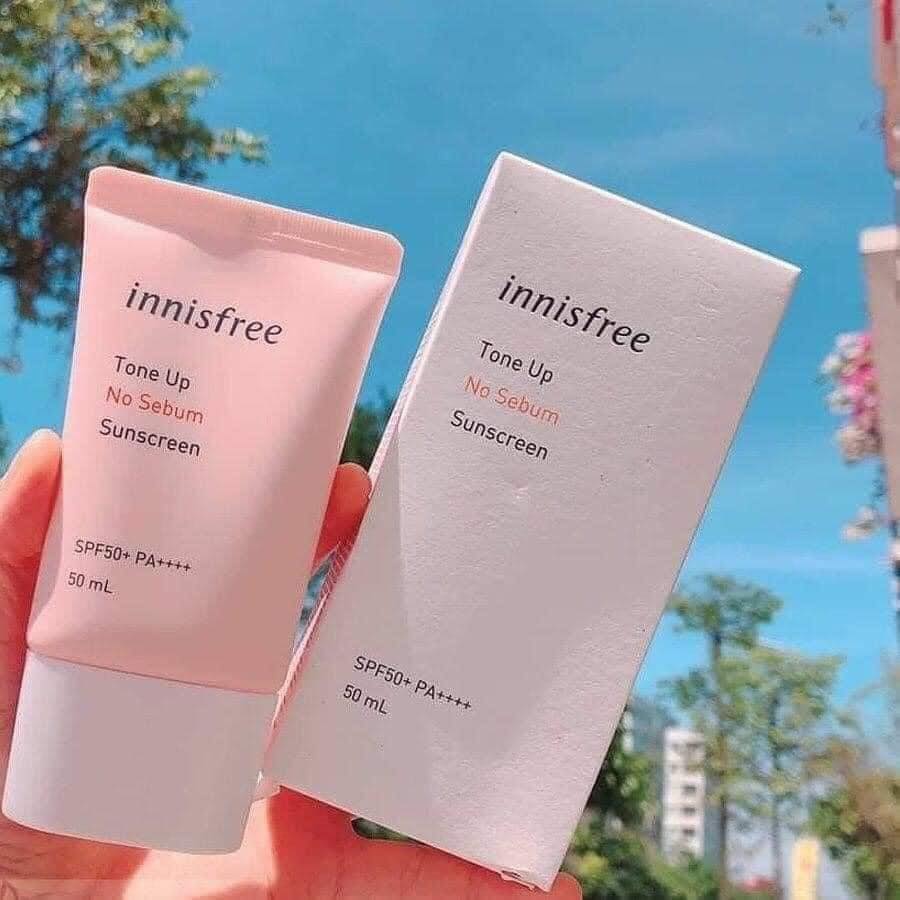 innisfree
Tone Up
No Sebum
Sunscreen
SPF50+ PA++++
50 mL
innisfree
Tone Up
No Sebum
Sunscreen
SPF50+ PA++++
50 mL